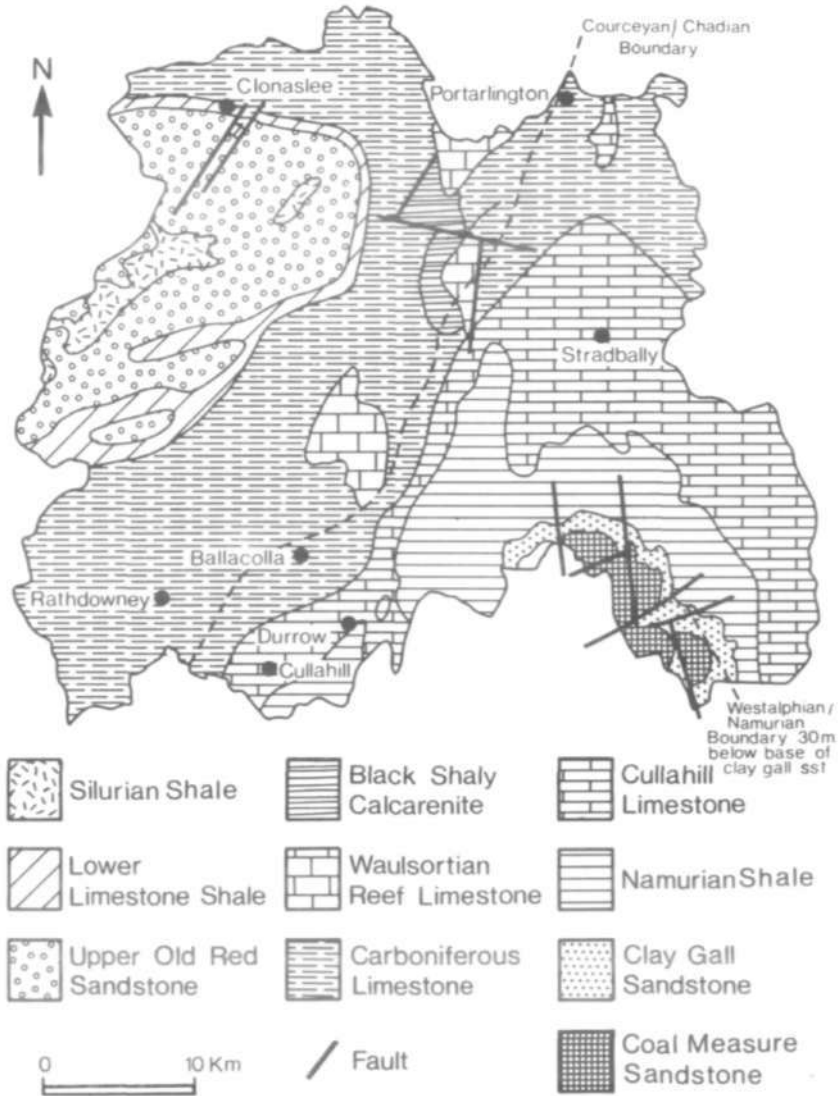 Courceyan/ Chadian
Boundary
N
Clonaslee
Portarlington
Stradbally
Ballacolla
Rathdowney
Durrow
Cullahill
Westalphian/
Namurian
Boundary 30m
below base of
clay gall sst
Silurian Shale
Black Shaly
Calcarenite
Cullahill
Limestone
Lower
Limestone Shale
Waulsortian
Reef Limestone
Namurian Shale
Upper Old Red
Sandstone
Carboniferous
Limestone
Clay Gall
Sandstone
0 10 Km
Fault
Coal Measure
Sandstone